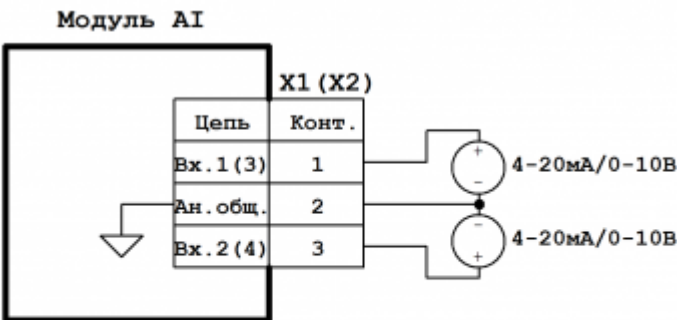 Модуль AI
X1(X2)
Цепь Конт.
Вх.1(3) 1
Ан.общ. 2
Вх.2(4) 3
+ 4-20мА/0-10В
-
- 4-20мА/0-10В
+